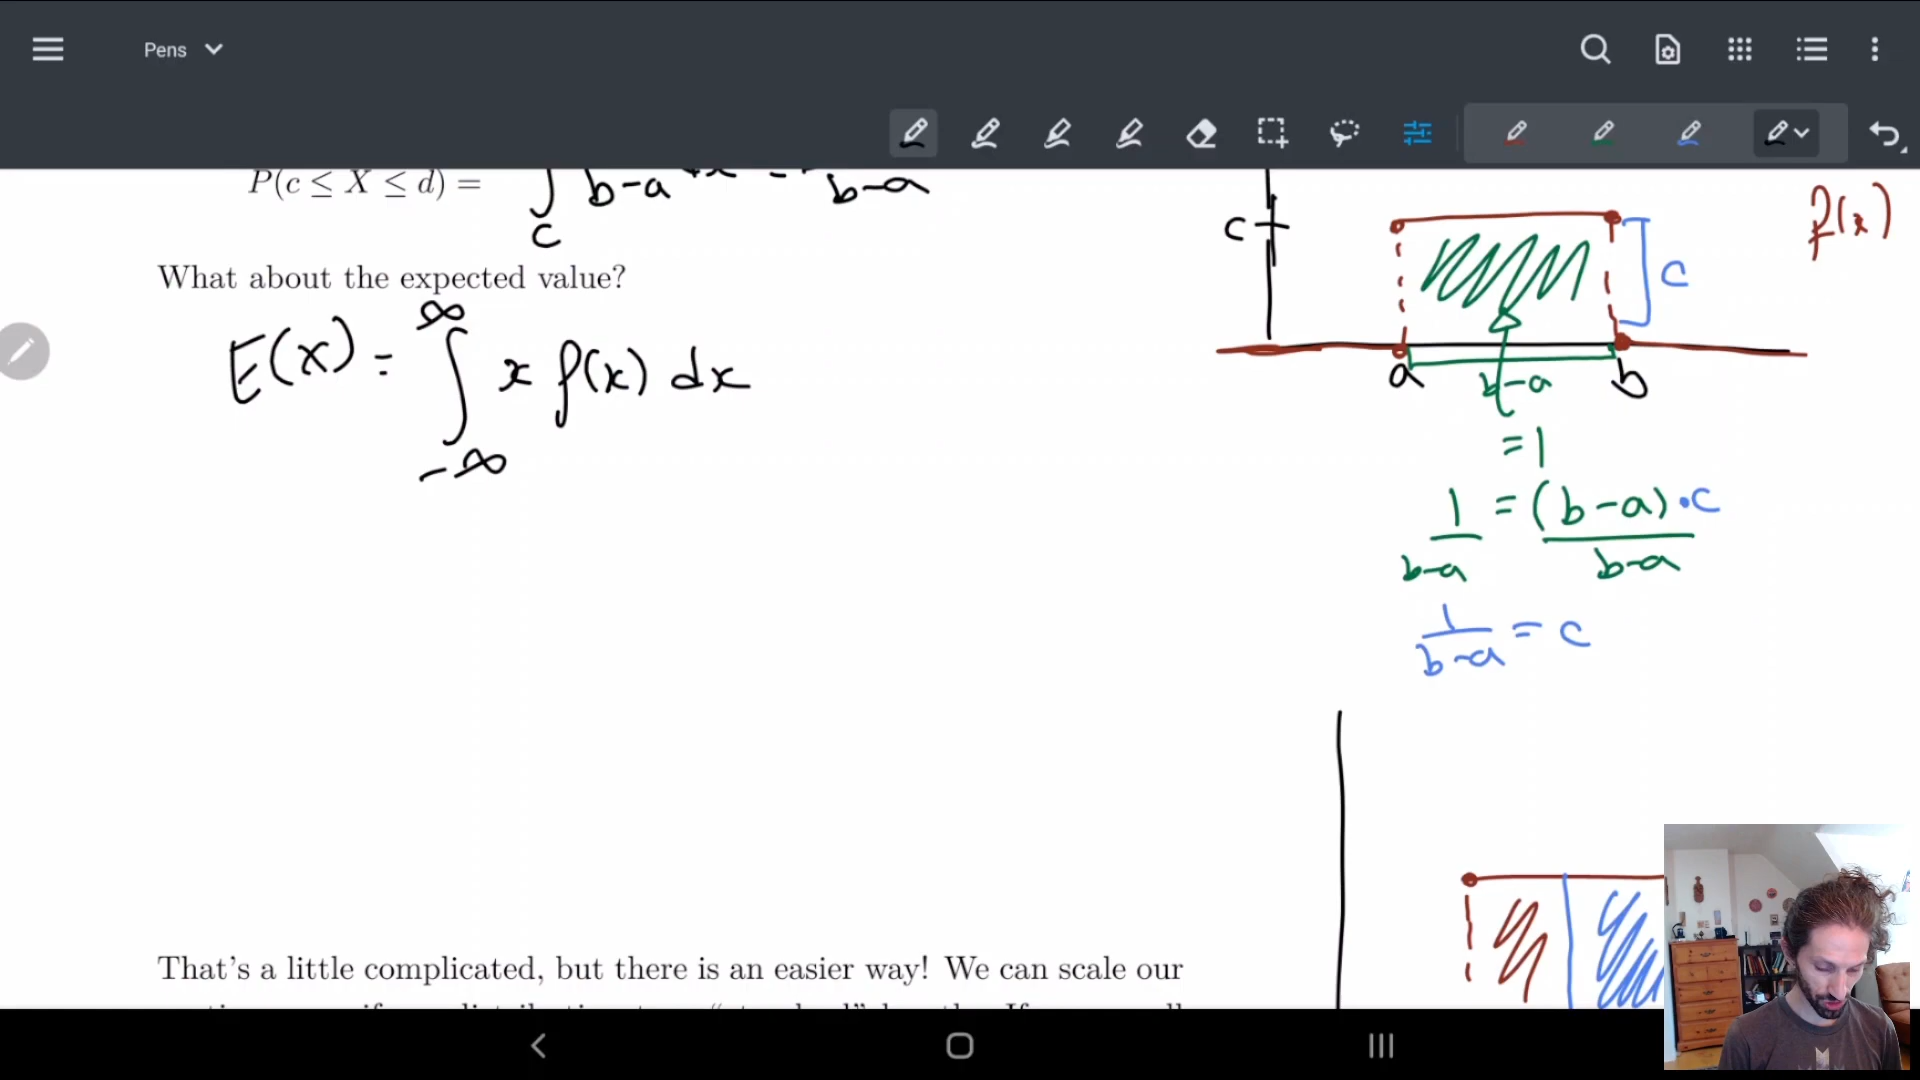 Pens
P(c ≤ X ≤ d) = ∫ b-a
b-a
c
What about the expected value?
E(x) = ∫ x f(x) dx
∞
-∞
That's a little complicated, but there is an easier way! We can scale our
c
f(x)
c
a
b-a
b
=1
1 = (b-a)·c
b-a b-a
1
b-a = c